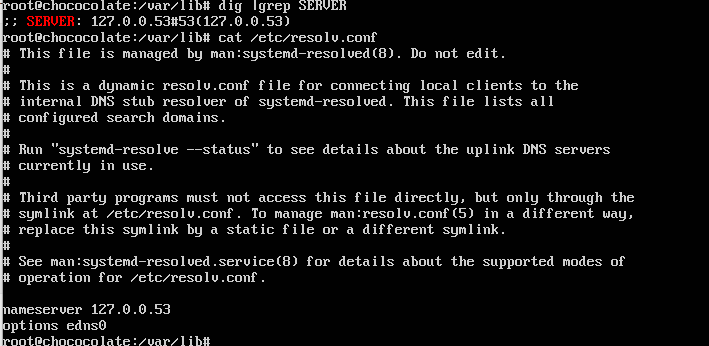 root@chococolate:/var/lib# dig |grep SERVER
;; SERVER: 127.0.0.53#53(127.0.0.53)
root@chococolate:/var/lib# cat /etc/resolv.conf
# This file is managed by man:systemd-resolved(8). Do not edit.
#
# This is a dynamic resolv.conf file for connecting local clients to the
# internal DNS stub resolver of systemd-resolved. This file lists all
# configured search domains.
#
# Run "systemd-resolve --status" to see details about the uplink DNS servers
# currently in use.
#
# Third party programs must not access this file directly, but only through the
# symlink at /etc/resolv.conf. To manage man:resolv.conf(5) in a different way,
# replace this symlink by a static file or a different symlink.
#
# See man:systemd-resolved.service(8) for details about the supported modes of
# operation for /etc/resolv.conf.

nameserver 127.0.0.53
options edns0
root@chococolate:/var/lib#